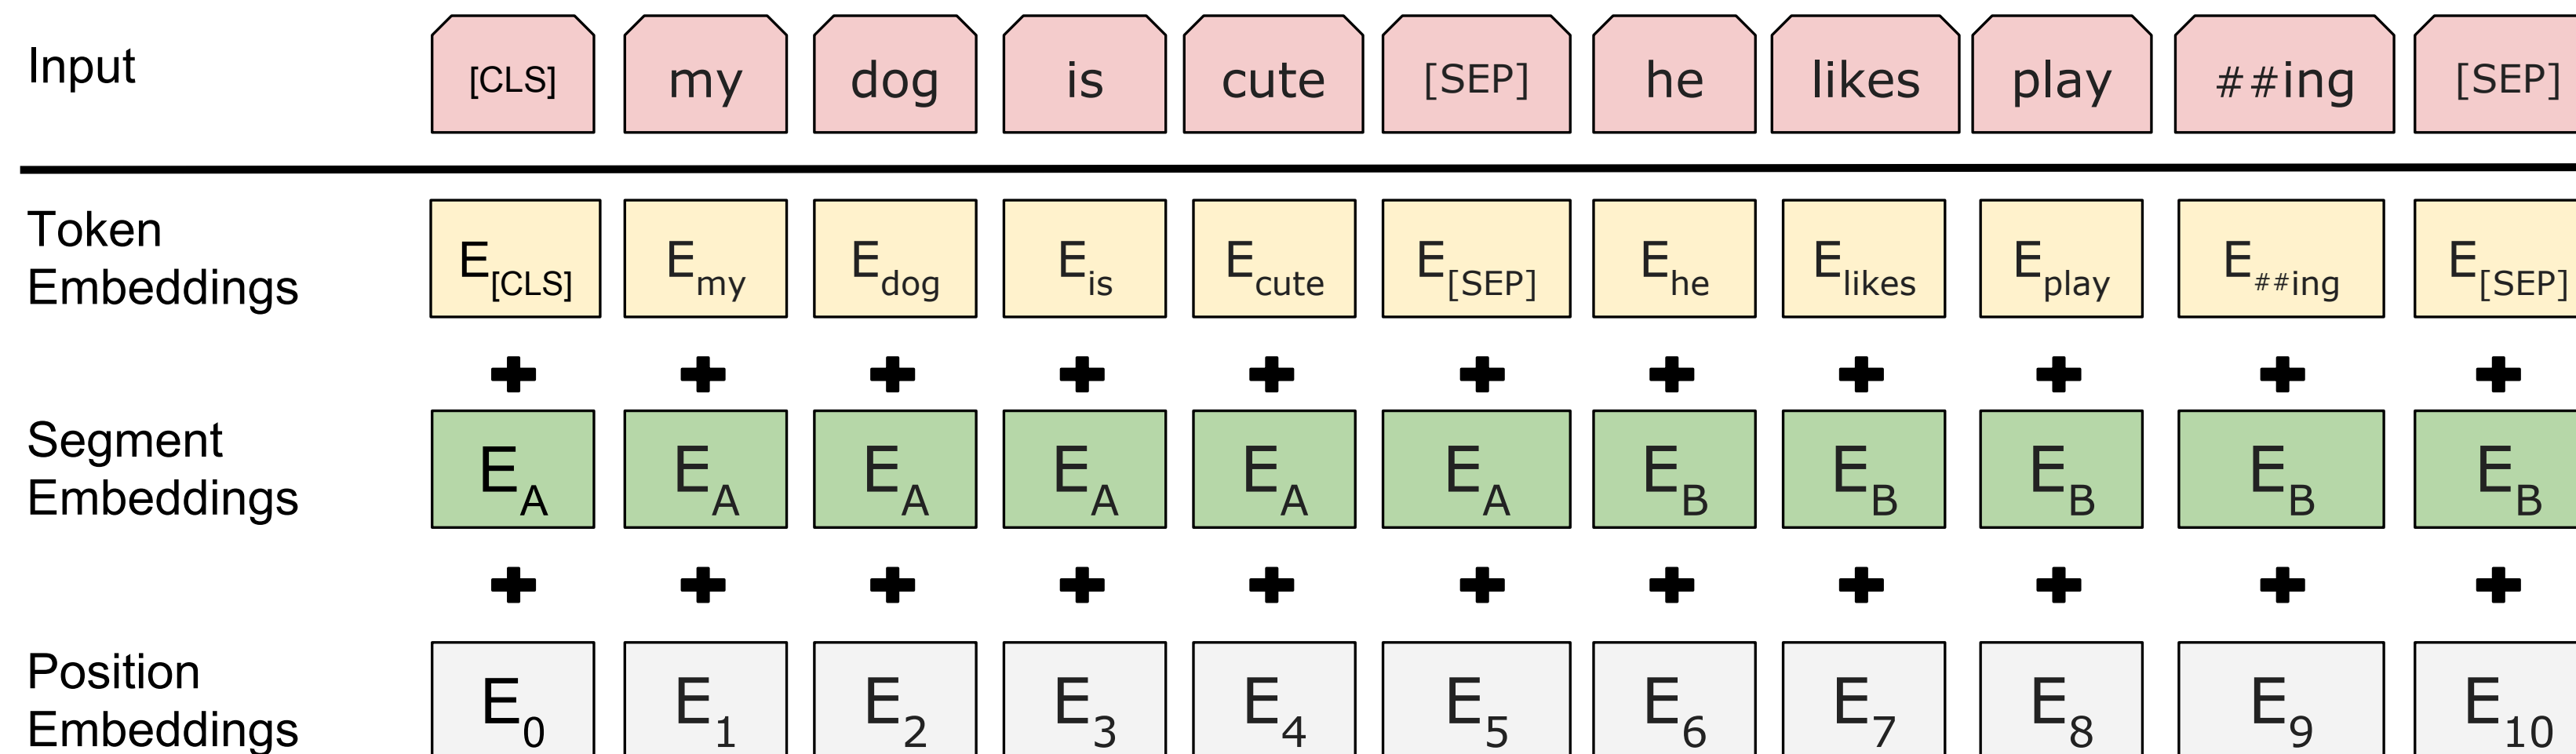 Input [CLS] my dog is cute [SEP] he likes play ##ing [SEP]
Token
Embeddings
E[CLS] Emy Edog Eis Ecute E[SEP] Ehe Elikes Eplay E##ing E[SEP]
+ + + + + + + + + + +
Segment
Embeddings
EA EA EA EA EA EA EB EB EB EB EB
+ + + + + + + + + + +
Position
Embeddings
E0 E1 E2 E3 E4 E5 E6 E7 E8 E9 E10